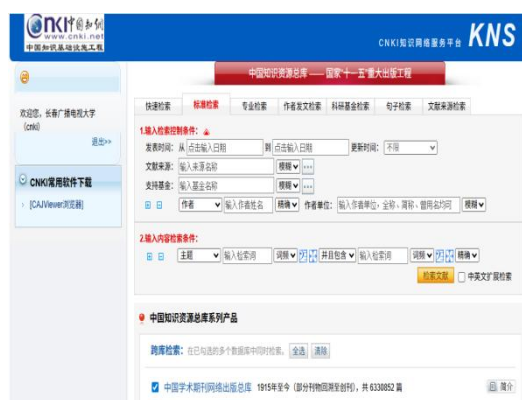 CNKI 中国知网
www.cnki.net
中国知识基础设施工程
CNKI知识网络服务平台 KNS
中国知识资源总库 —— 国家"十一五"重大出版工程
欢迎您，长春广播电视大学
(cnki)
退出>>
CNKI常用软件下载
[CAJViewer浏览器]
快速检索 标准检索 专业检索 作者发文检索 科研基金检索 句子检索 文献来源检索
1.输入检索控制条件：
发表时间： 从 点击输入日期 到 点击输入日期 更新时间： 不限
文献来源： 输入来源名称 模糊 ...
支持基金： 输入基金名称 模糊 ...
作者 输入作者姓名 精确 作者单位： 输入作者单位，全称、简称、曾用名均可 模糊
2.输入内容检索条件：
主题 输入检索词 词频 并且包含 输入检索词 词频 精确
检索文献 中英文扩展检索
中国知识资源总库系列产品
跨库检索： 在已勾选的多个数据库中同时检索。 全选 清除
中国学术期刊网络出版总库 1915年至今（部分刊物回溯至创刊），共 6330852 篇 简介